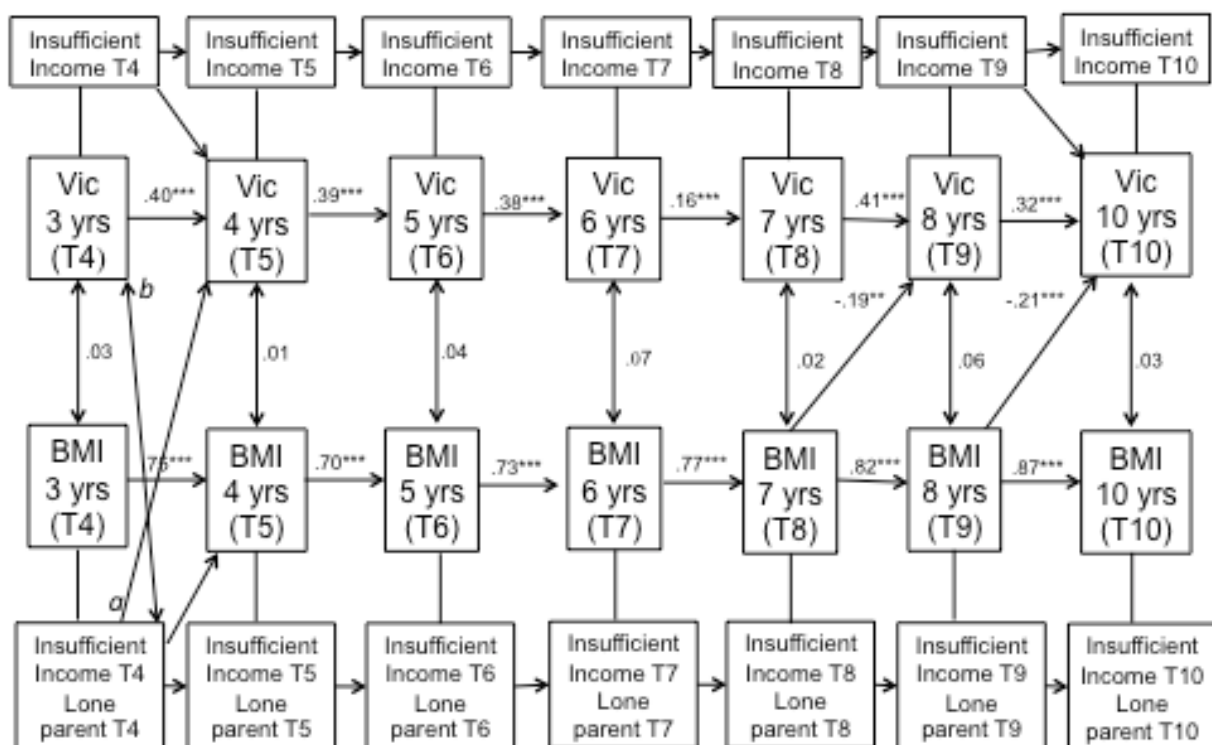 Insufficient
Income T4
Insufficient
Income T5
Insufficient
Income T6
Insufficient
Income T7
Insufficient
Income T8
Insufficient
Income T9
Insufficient
Income T10
Vic
3 yrs
(T4)
.40***
Vic
4 yrs
(T5)
.39***
Vic
5 yrs
(T6)
.38***
Vic
6 yrs
(T7)
.16***
Vic
7 yrs
(T8)
.41***
Vic
8 yrs
(T9)
.32***
Vic
10 yrs
(T10)
b
-.19**
-.21***
.03
.01
.04
.07
.02
.06
.03
BMI
3 yrs
(T4)
.75***
BMI
4 yrs
(T5)
.70***
BMI
5 yrs
(T6)
.73***
BMI
6 yrs
(T7)
.77***
BMI
7 yrs
(T8)
.82***
BMI
8 yrs
(T9)
.87***
BMI
10 yrs
(T10)
a
Insufficient
Income T4
Lone
parent T4
Insufficient
Income T5
Lone
parent T5
Insufficient
Income T6
Lone
parent T6
Insufficient
Income T7
Lone
parent T7
Insufficient
Income T8
Lone
parent T8
Insufficient
Income T9
Lone
parent T9
Insufficient
Income T10
Lone
parent T10